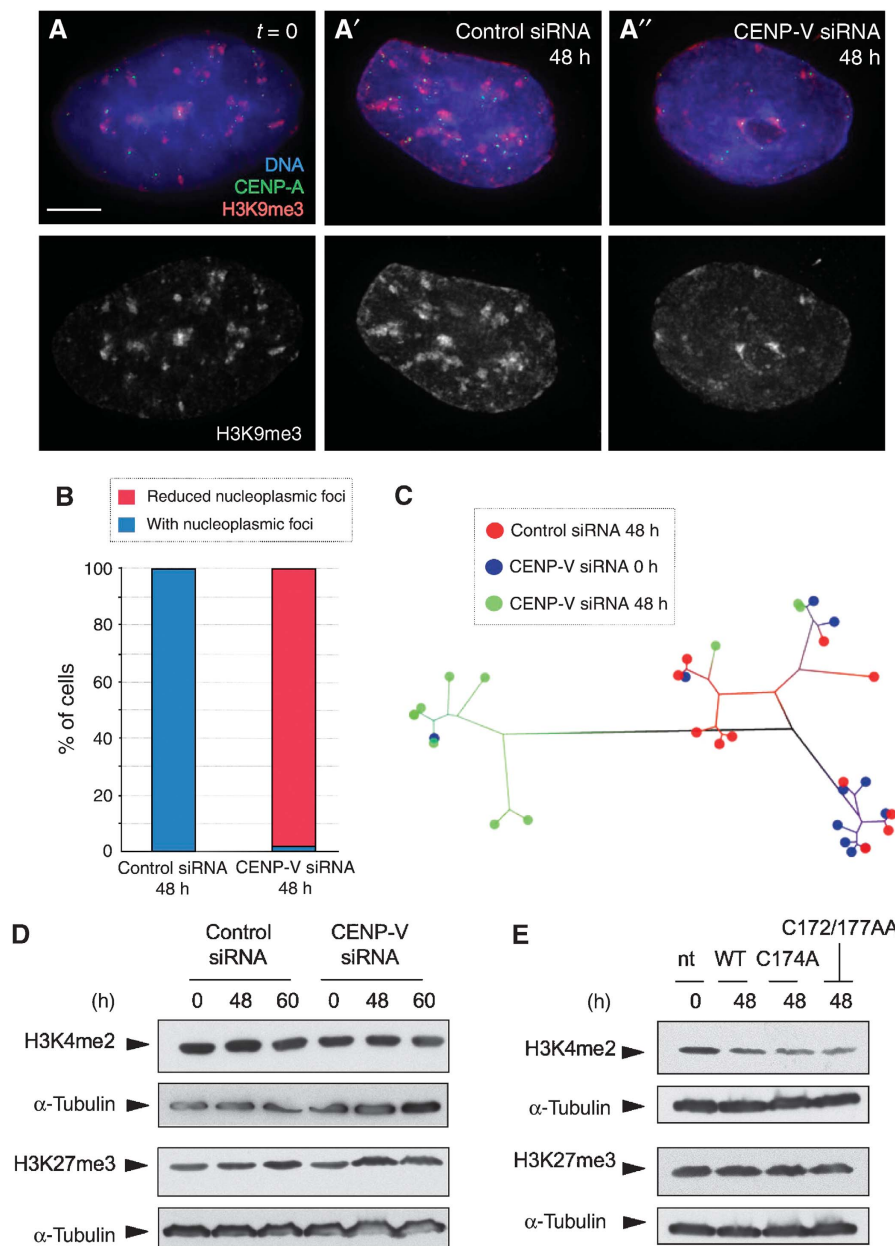 A
t = 0
A′
Control siRNA
48 h
A″
CENP-V siRNA
48 h
DNA
CENP-A
H3K9me3
H3K9me3
B
Reduced nucleoplasmic foci
With nucleoplasmic foci
% of cells
100
80
60
40
20
0
Control siRNA
48 h
CENP-V siRNA
48 h
C
Control siRNA 48 h
CENP-V siRNA 0 h
CENP-V siRNA 48 h
D
Control
siRNA
CENP-V
siRNA
(h) 0 48 60 0 48 60
H3K4me2
α-Tubulin
H3K27me3
α-Tubulin
E
C172/177AA
nt WT C174A
(h) 0 48 48 48
H3K4me2
α-Tubulin
H3K27me3
α-Tubulin